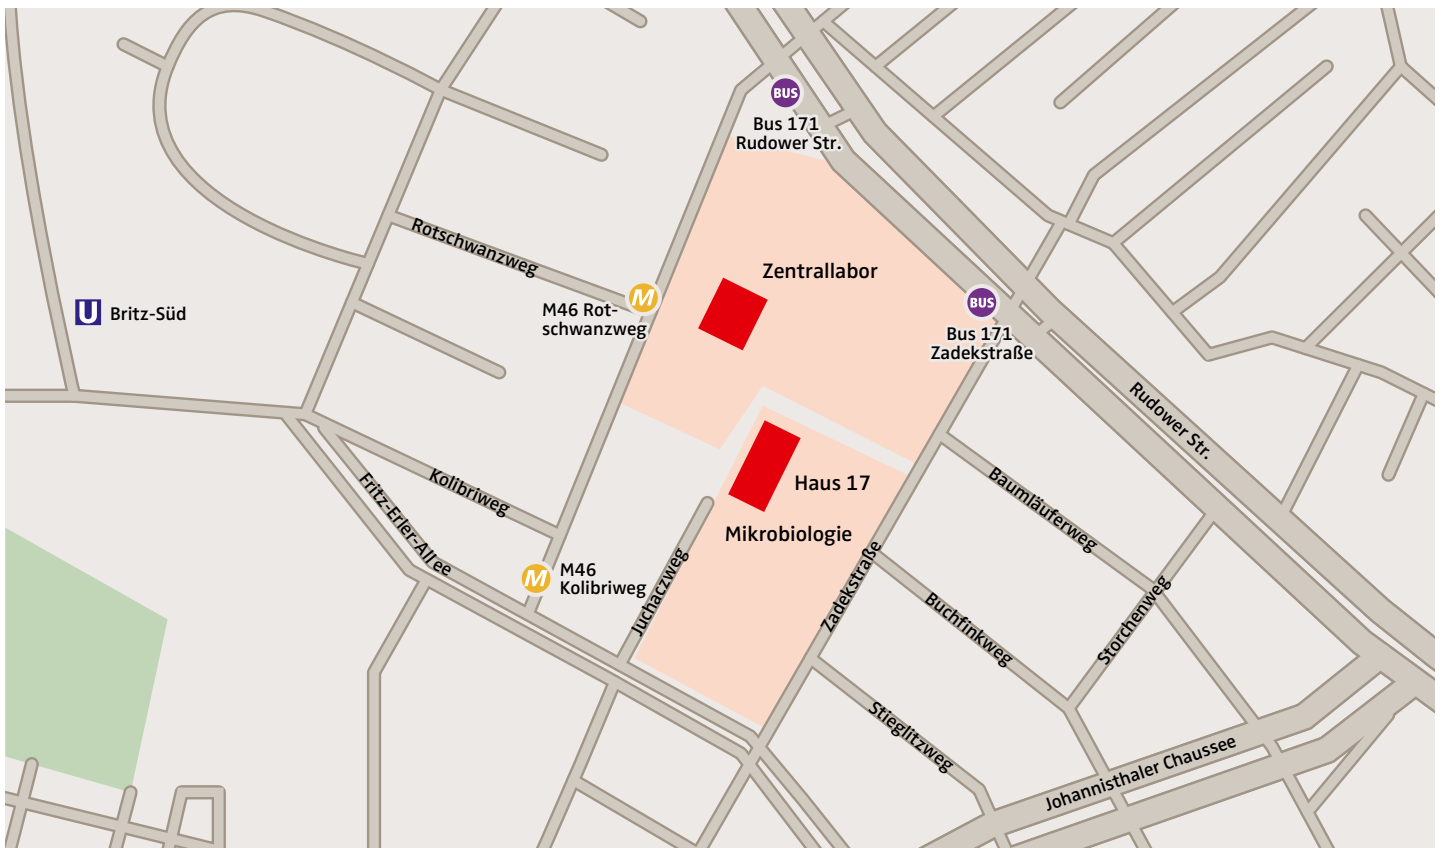 BUS
Bus 171
Rudower Str.
Rotschwanzweg
Zentrallabor
M
M46 Rot-
schwanzweg
BUS
Bus 171
Zadekstraße
U
Britz-Süd
Rudower Str.
Kolibriweg
Fritz-Erler-Allee
Haus 17
Mikrobiologie
Baumläuferweg
M
M46
Kolibriweg
Juchaczweg
Zadekstraße
Buchfinkweg
Storchenweg
Stieglitzweg
Johannisthaler Chaussee